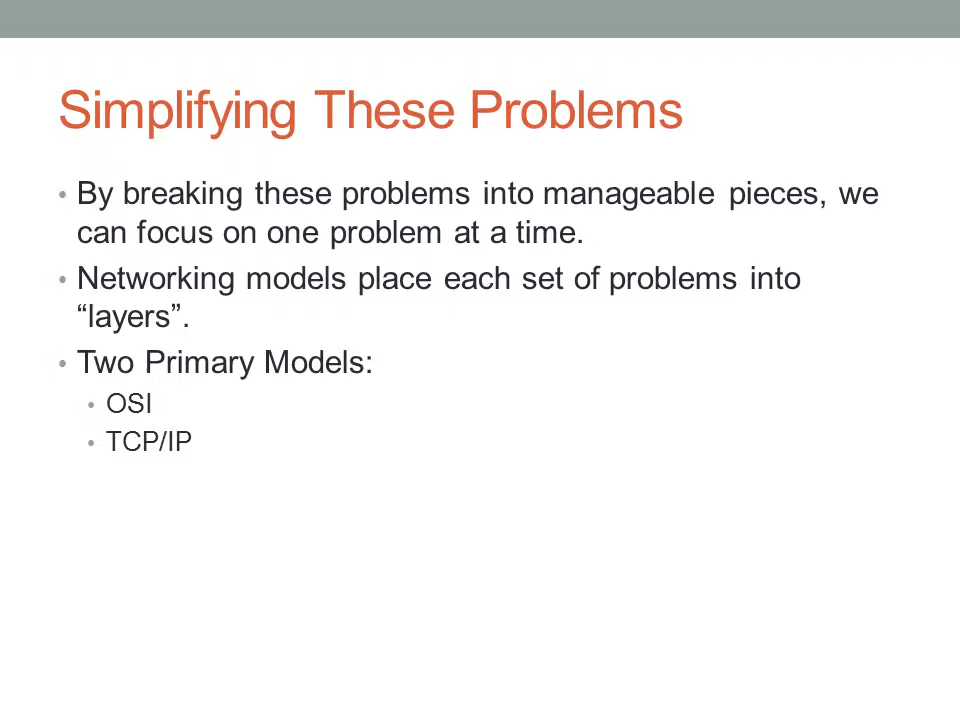 Simplifying These Problems
• By breaking these problems into manageable pieces, we
can focus on one problem at a time.
• Networking models place each set of problems into
“layers”.
• Two Primary Models:
• OSI
• TCP/IP